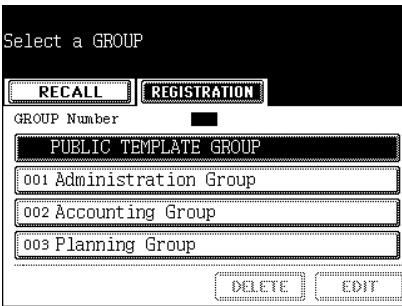 Select a GROUP
RECALL REGISTRATION
GROUP Number
PUBLIC TEMPLATE GROUP
001 Administration Group
002 Accounting Group
003 Planning Group
DELETE EDIT